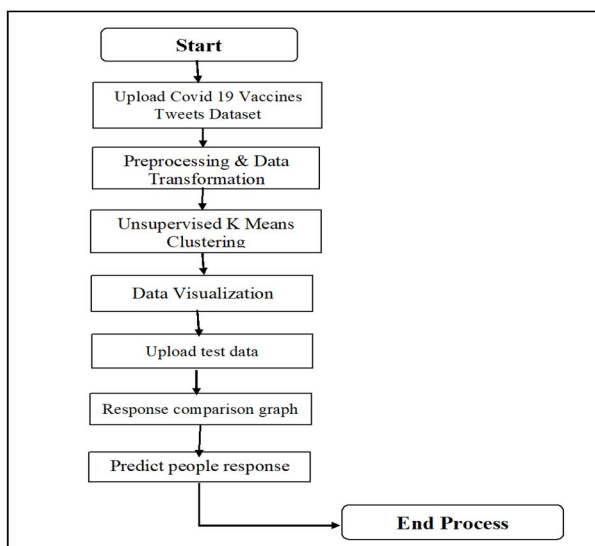 Start
Upload Covid 19 Vaccines
Tweets Dataset
Preprocessing & Data
Transformation
Unsupervised K Means
Clustering
Data Visualization
Upload test data
Response comparison graph
Predict people response
End Process